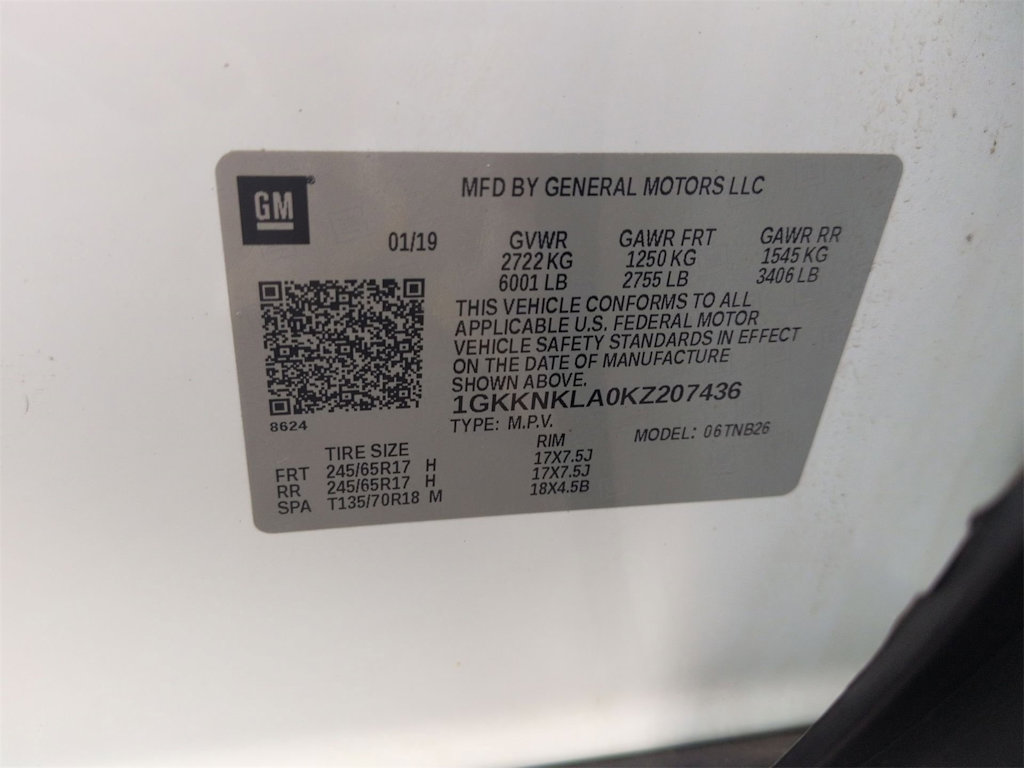 GM
MFD BY GENERAL MOTORS LLC
01/19
GVWR GAWR FRT GAWR RR
2722 KG 1250 KG 1545 KG
6001 LB 2755 LB 3406 LB
THIS VEHICLE CONFORMS TO ALL
APPLICABLE U.S. FEDERAL MOTOR
VEHICLE SAFETY STANDARDS IN EFFECT
ON THE DATE OF MANUFACTURE
SHOWN ABOVE.
1GKKNKLA0KZ207436
8624
TYPE: M.P.V. MODEL: 06TNB26
TIRE SIZE RIM
FRT 245/65R17 H 17X7.5J
RR 245/65R17 H 17X7.5J
SPA T135/70R18 M 18X4.5B